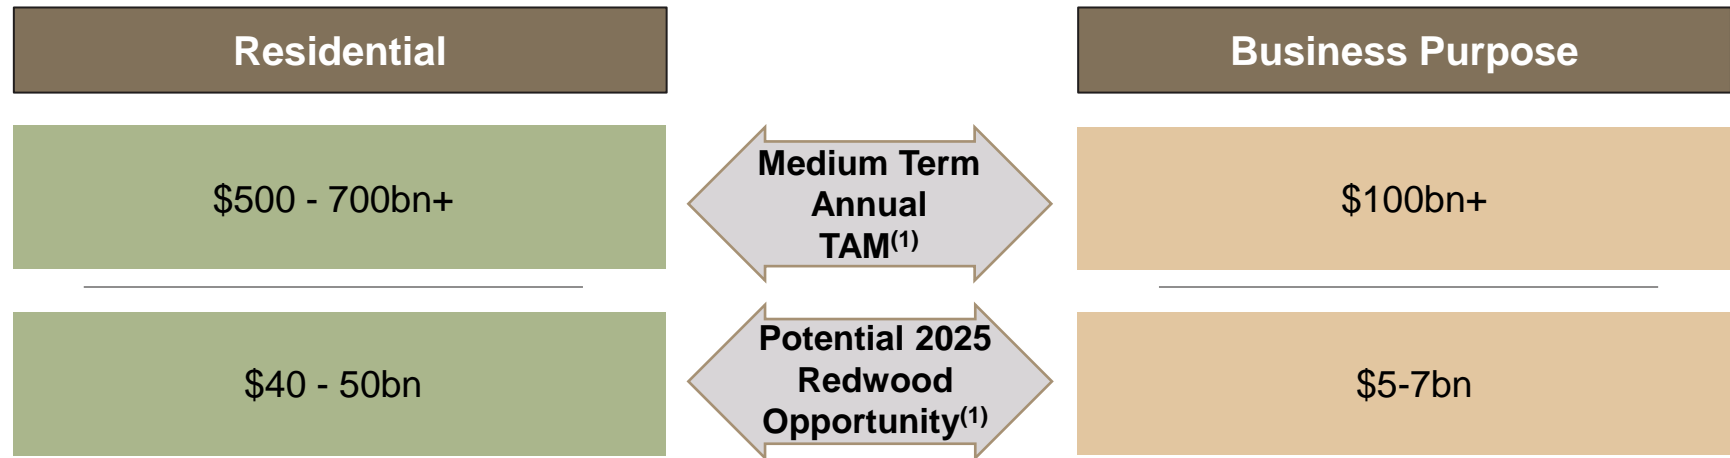 Residential
Business Purpose
$500 - 700bn+
Medium Term
Annual
TAM(1)
$100bn+
$40 - 50bn
Potential 2025
Redwood
Opportunity(1)
$5-7bn